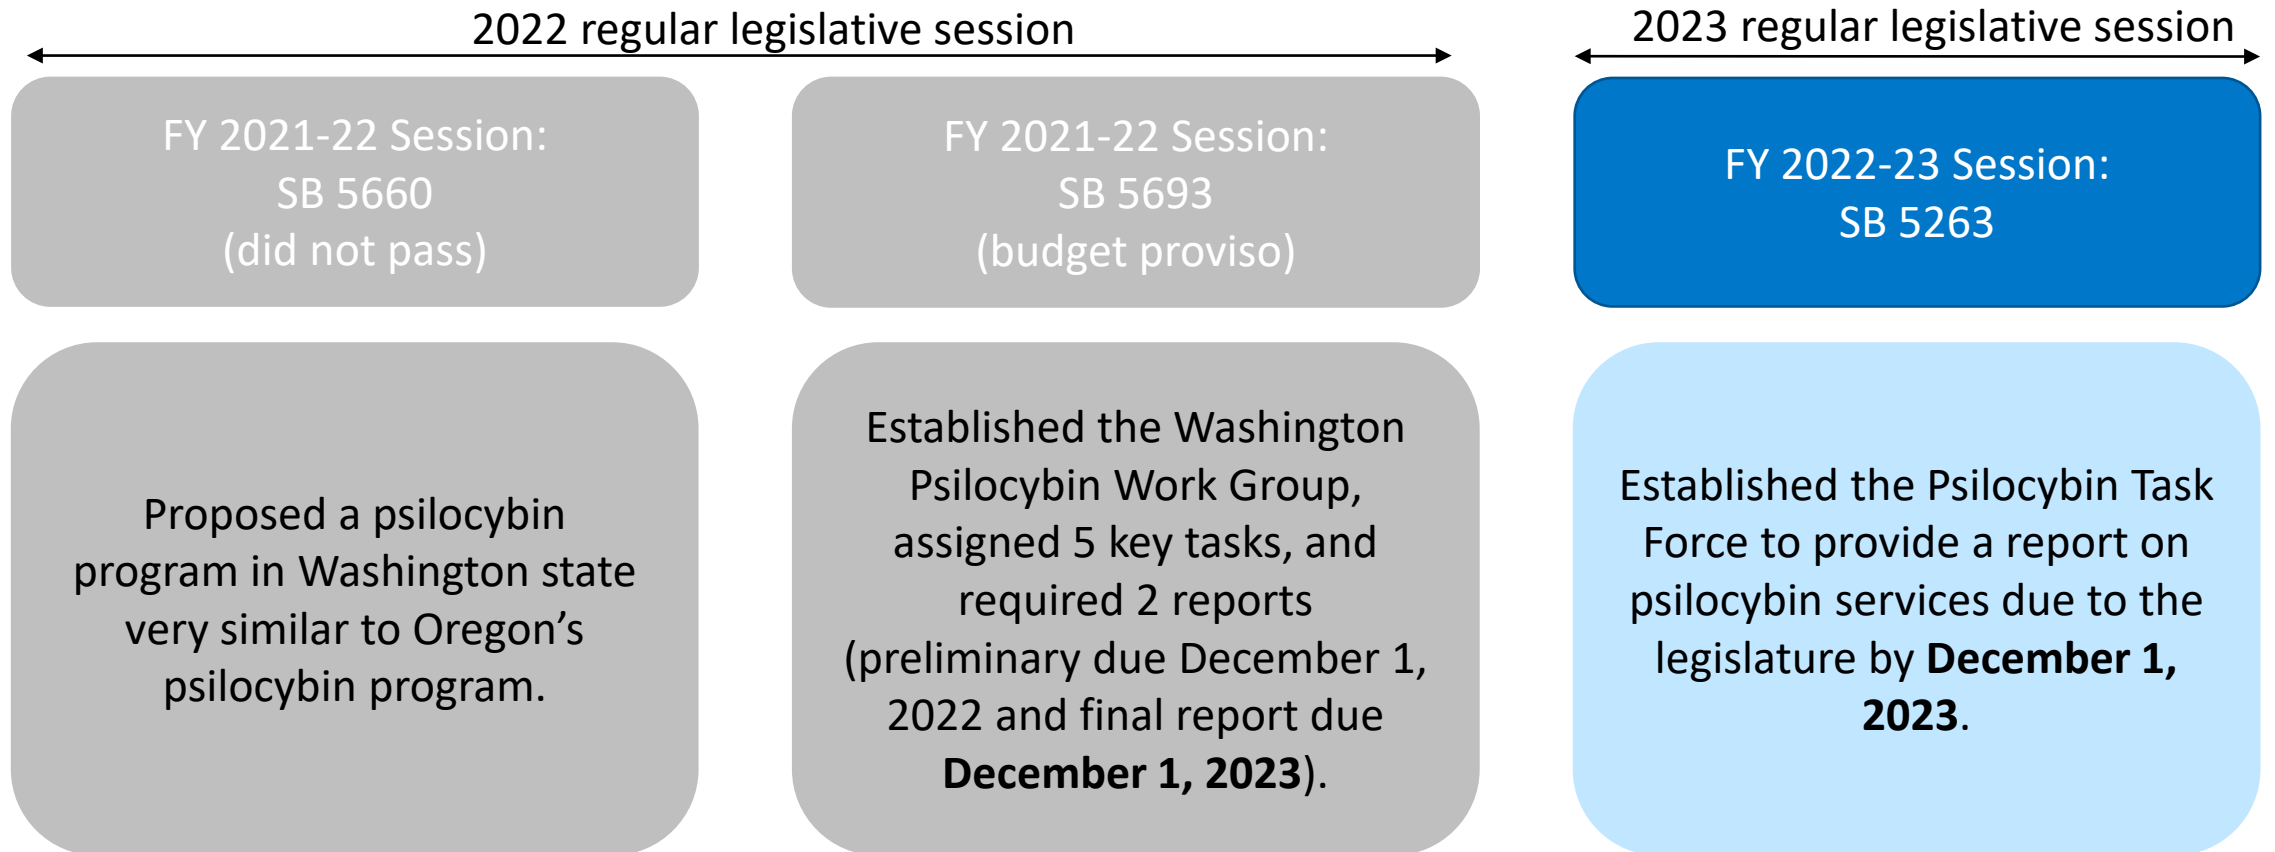 2022 regular legislative session
2023 regular legislative session
FY 2021-22 Session:
SB 5660
(did not pass)
FY 2021-22 Session:
SB 5693
(budget proviso)
FY 2022-23 Session:
SB 5263
Proposed a psilocybin
program in Washington state
very similar to Oregon’s
psilocybin program.
Established the Washington
Psilocybin Work Group,
assigned 5 key tasks, and
required 2 reports
(preliminary due December 1,
2022 and final report due
December 1, 2023).
Established the Psilocybin Task
Force to provide a report on
psilocybin services due to the
legislature by December 1,
2023.